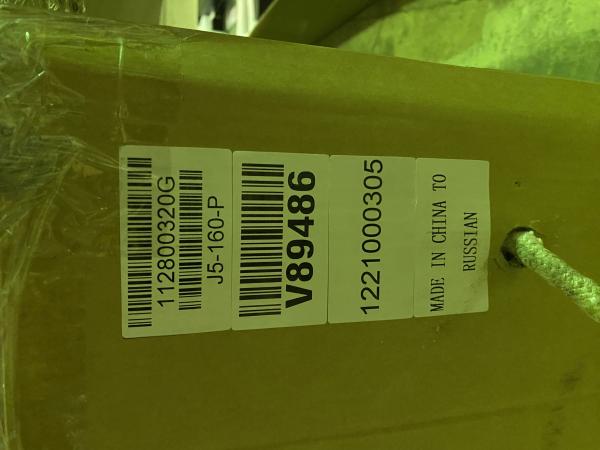 112800320G
J5-160-P
V89486
1221000305
MADE IN CHINA TO
RUSSIAN